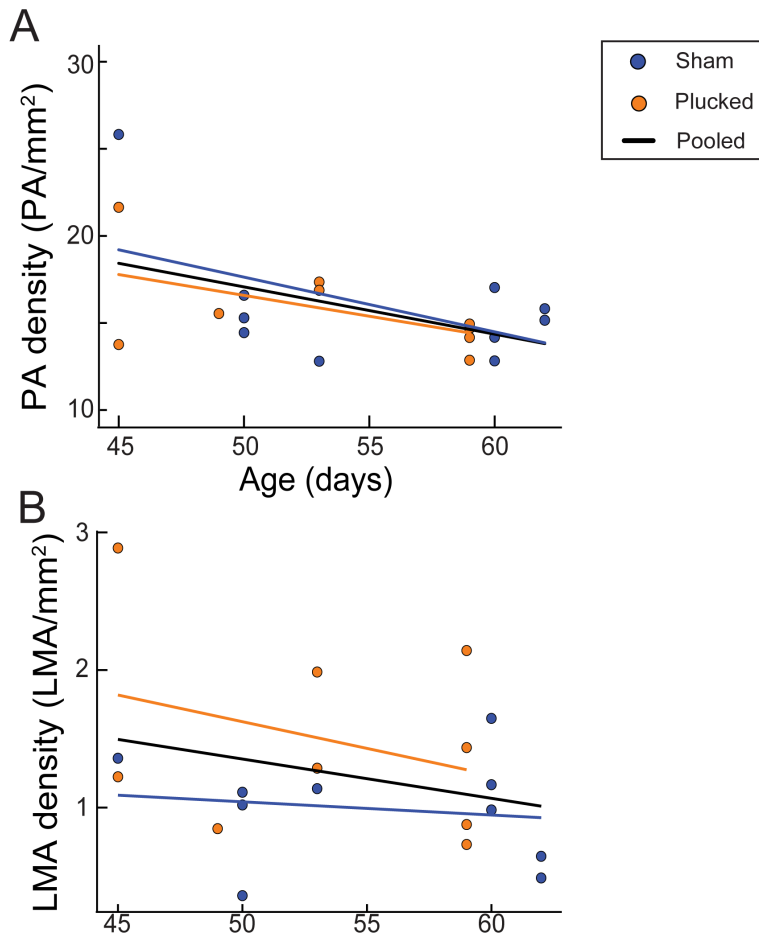 A
30
20
10
PA density (PA/mm²)
45 50 55 60
Age (days)
Sham
Plucked
Pooled
B
3
2
1
LMA density (LMA/mm²)
45 50 55 60